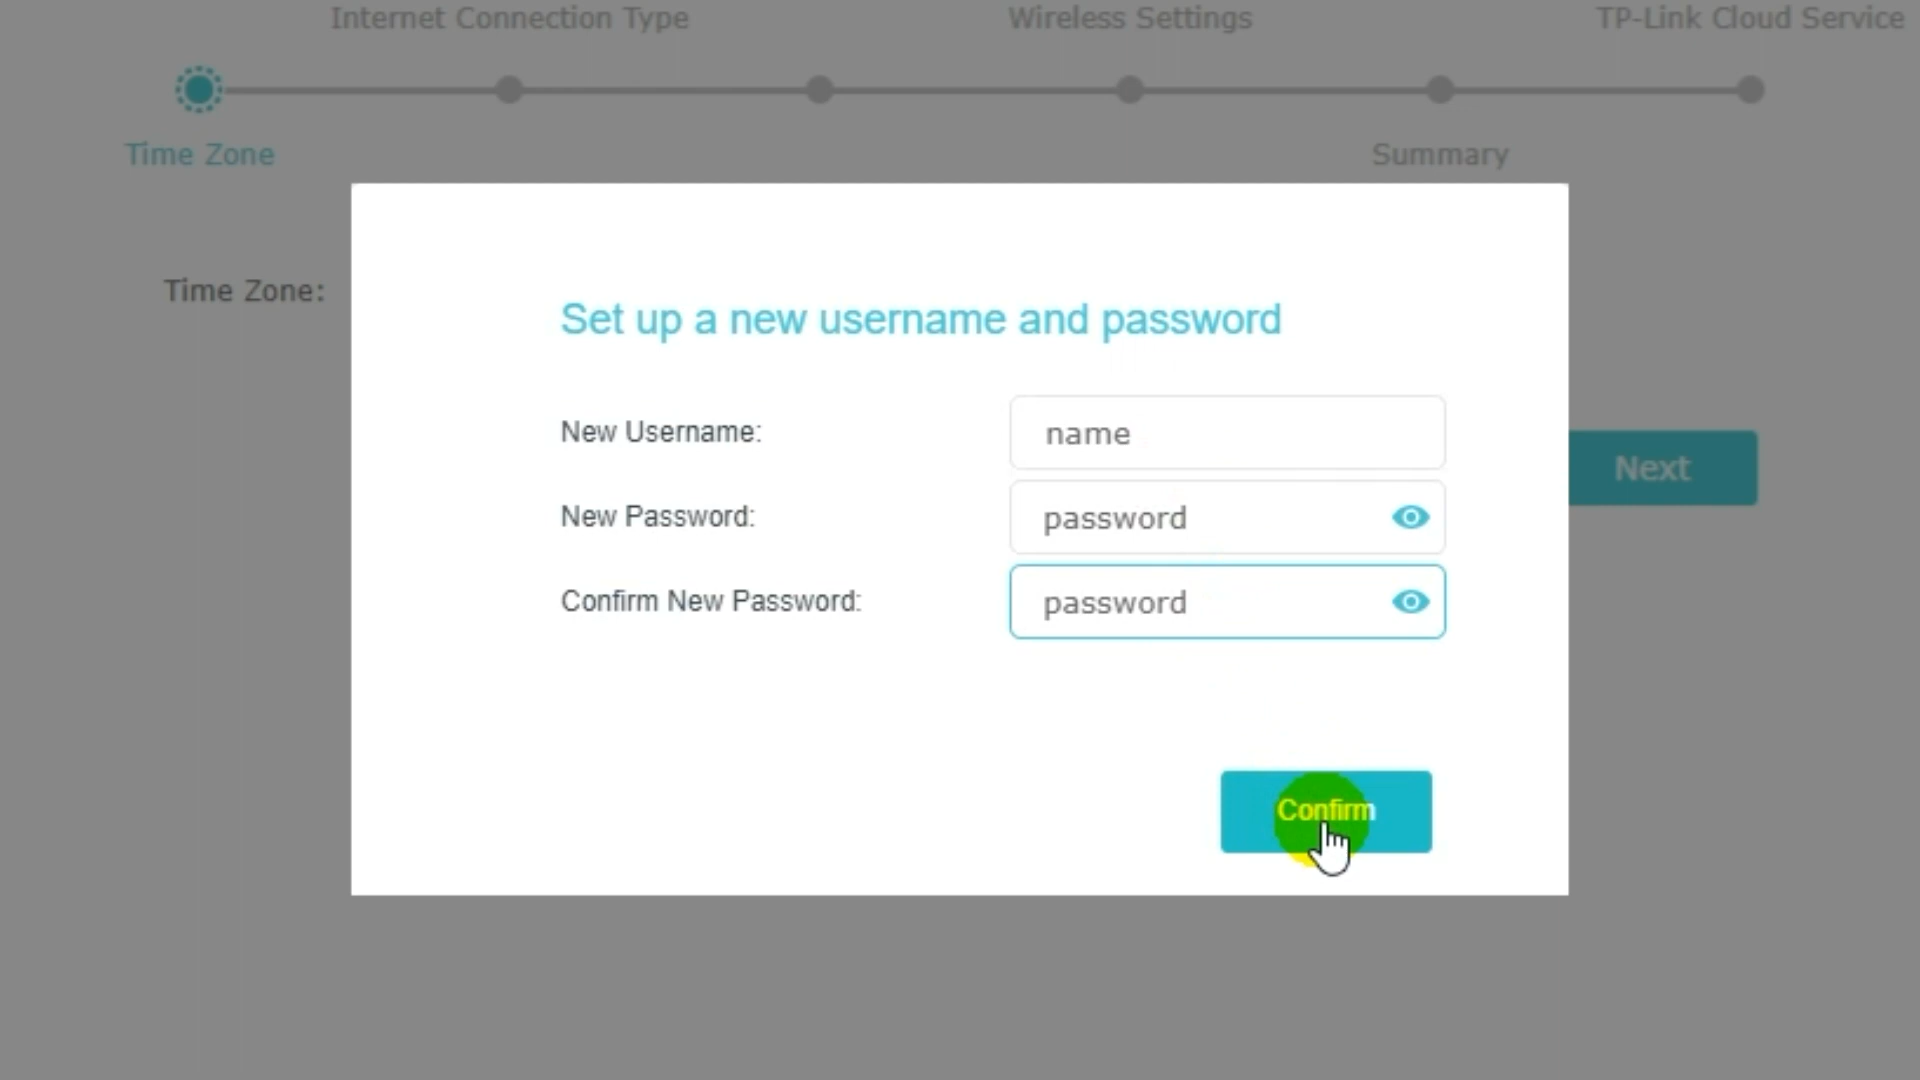 Internet Connection Type
Wireless Settings
TP-Link Cloud Service
Time Zone
Summary
Time Zone:
Set up a new username and password
New Username:
name
New Password:
password
Confirm New Password:
password
Next
Confirm